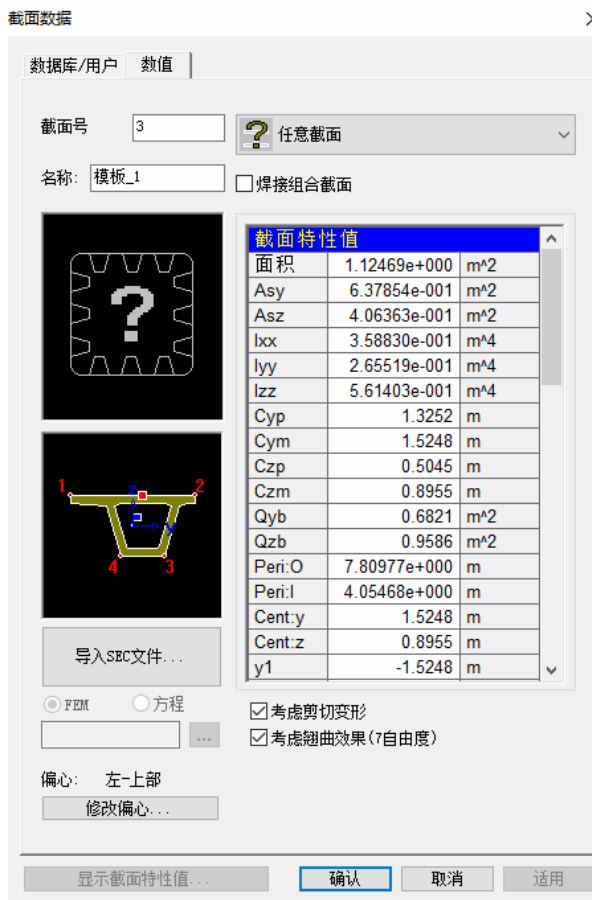 截面数据
数据库/用户 数值
截面号 3 任意截面
名称: 模板_1 焊接组合截面
截面特性值
面积 1.12469e+000 m^2
Asy 6.37854e-001 m^2
Asz 4.06363e-001 m^2
Ixx 3.58830e-001 m^4
Iyy 2.65519e-001 m^4
Izz 5.61403e-001 m^4
Cyp 1.3252 m
Cym 1.5248 m
Czp 0.5045 m
Czm 0.8955 m
Qyb 0.6821 m^2
Qzb 0.9586 m^2
Peri:O 7.80977e+000 m
Peri:I 4.05468e+000 m
Cent:y 1.5248 m
Cent:z 0.8955 m
y1 -1.5248 m
?
1 z 2
4 3
导入SEC文件...
FEM 方程
...
考虑剪切变形
考虑翘曲效果(7自由度)
偏心: 左-上部
修改偏心...
显示截面特性值... 确认 取消 适用